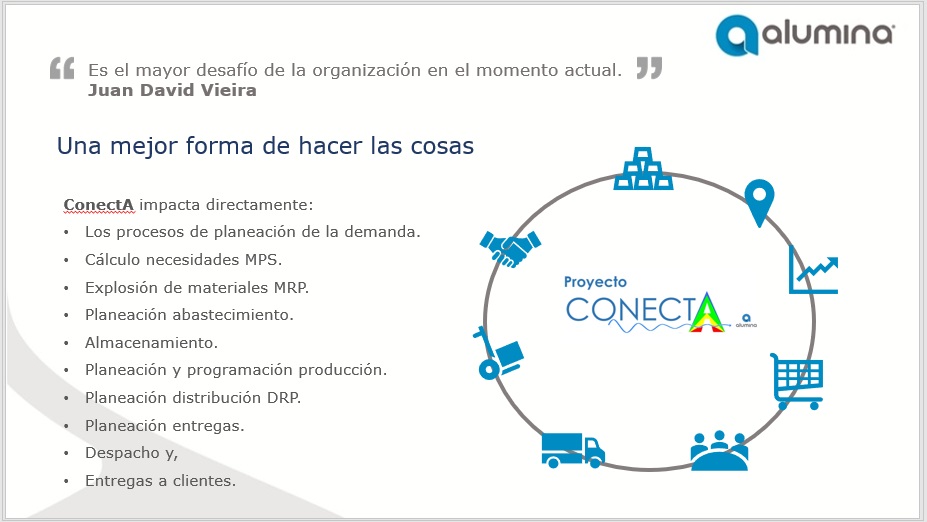 alumina
“ Es el mayor desafío de la organización en el momento actual. ”
Juan David Vieira
Una mejor forma de hacer las cosas
ConectA impacta directamente:
• Los procesos de planeación de la demanda.
• Cálculo necesidades MPS.
• Explosión de materiales MRP.
• Planeación abastecimiento.
• Almacenamiento.
• Planeación y programación producción.
• Planeación distribución DRP.
• Planeación entregas.
• Despacho y,
• Entregas a clientes.
Proyecto
CONECTA
alumina